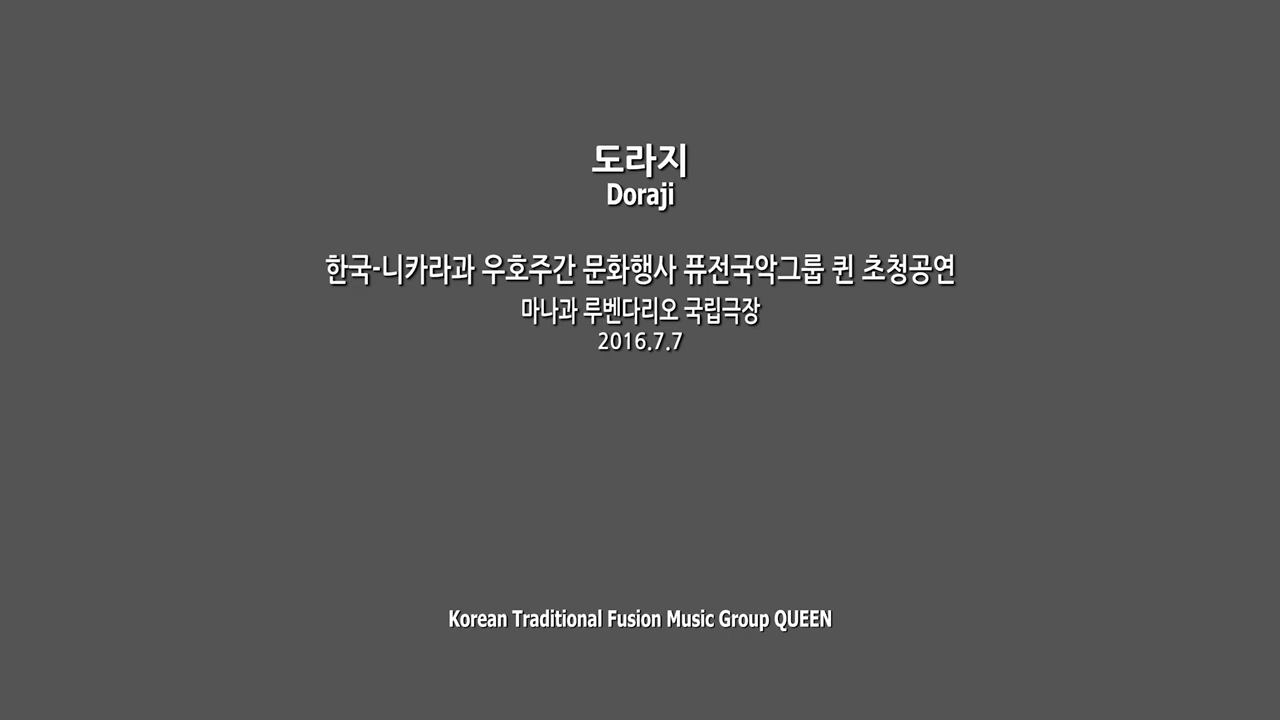 도라지
Doraji
한국-니카라과 우호주간 문화행사 퓨전국악그룹 퀸 초청공연
마나과 루벤다리오 국립극장
2016.7.7
Korean Traditional Fusion Music Group QUEEN